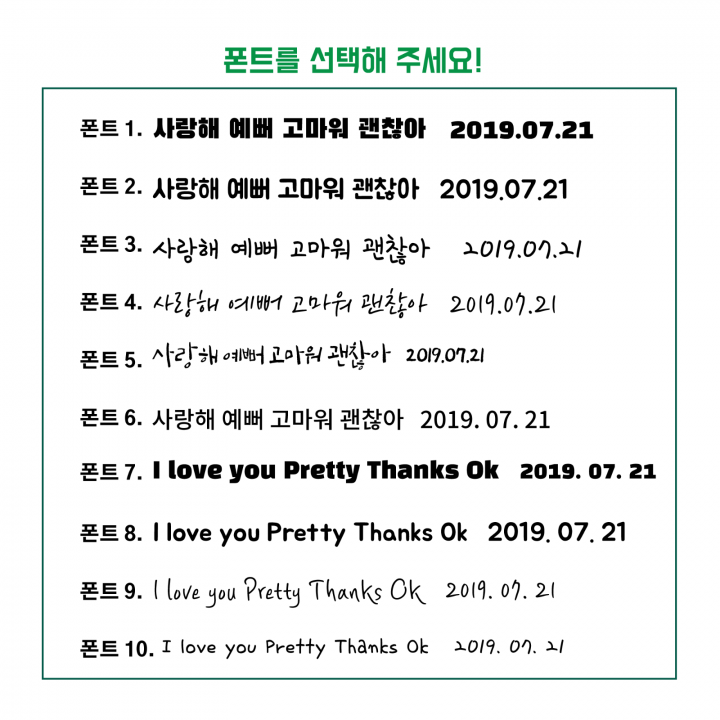 폰트를 선택해 주세요!
폰트 1. 사랑해 예뻐 고마워 괜찮아 2019.07.21
폰트 2. 사랑해 예뻐 고마워 괜찮아 2019.07.21
폰트 3. 사랑해 예뻐 고마워 괜찮아 2019.07.21
폰트 4. 사랑해 예뻐 고마워 괜찮아 2019.07.21
폰트 5. 사랑해 예뻐 고마워 괜찮아 2019.07.21
폰트 6. 사랑해 예뻐 고마워 괜찮아 2019. 07. 21
폰트 7. I love you Pretty Thanks Ok 2019. 07. 21
폰트 8. I love you Pretty Thanks Ok 2019. 07. 21
폰트 9. I love you Pretty Thanks Ok 2019. 07. 21
폰트 10. I love you Pretty Thanks Ok 2019. 07. 21